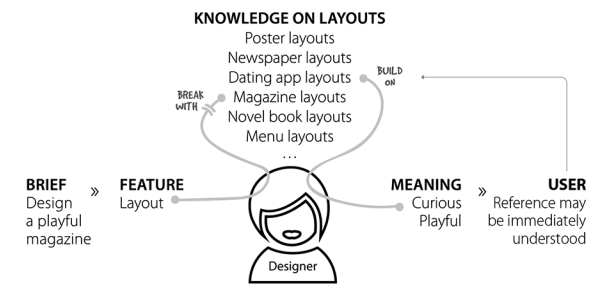 KNOWLEDGE ON LAYOUTS
Poster layouts
Newspaper layouts
Dating app layouts
Magazine layouts
Novel book layouts
Menu layouts
...
BREAK
WITH
BUILD
ON
BRIEF
Design
a playful
magazine
»
FEATURE
Layout
Designer
MEANING
Curious
Playful
»
USER
Reference may
be immediately
understood